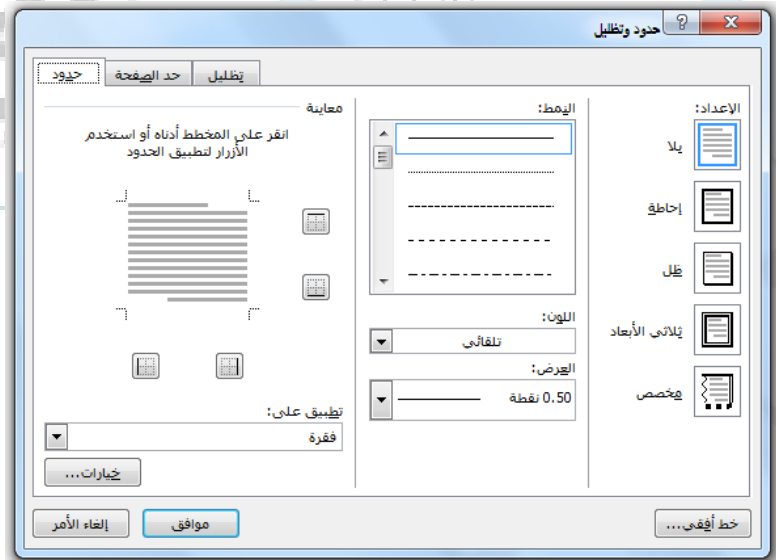 حدود وتظليل
حدود
حد الصفحة
تظليل
الإعداد:
بلا
إحاطة
ظل
ثلاثي الأبعاد
مخصص
النمط:
اللون:
تلقائي
العرض:
0.50 نقطة
معاينة
انقر على المخطط أدناه أو استخدم
الأزرار لتطبيق الحدود
تطبيق على:
فقرة
خيارات...
خط أفقي...
موافق
إلغاء الأمر